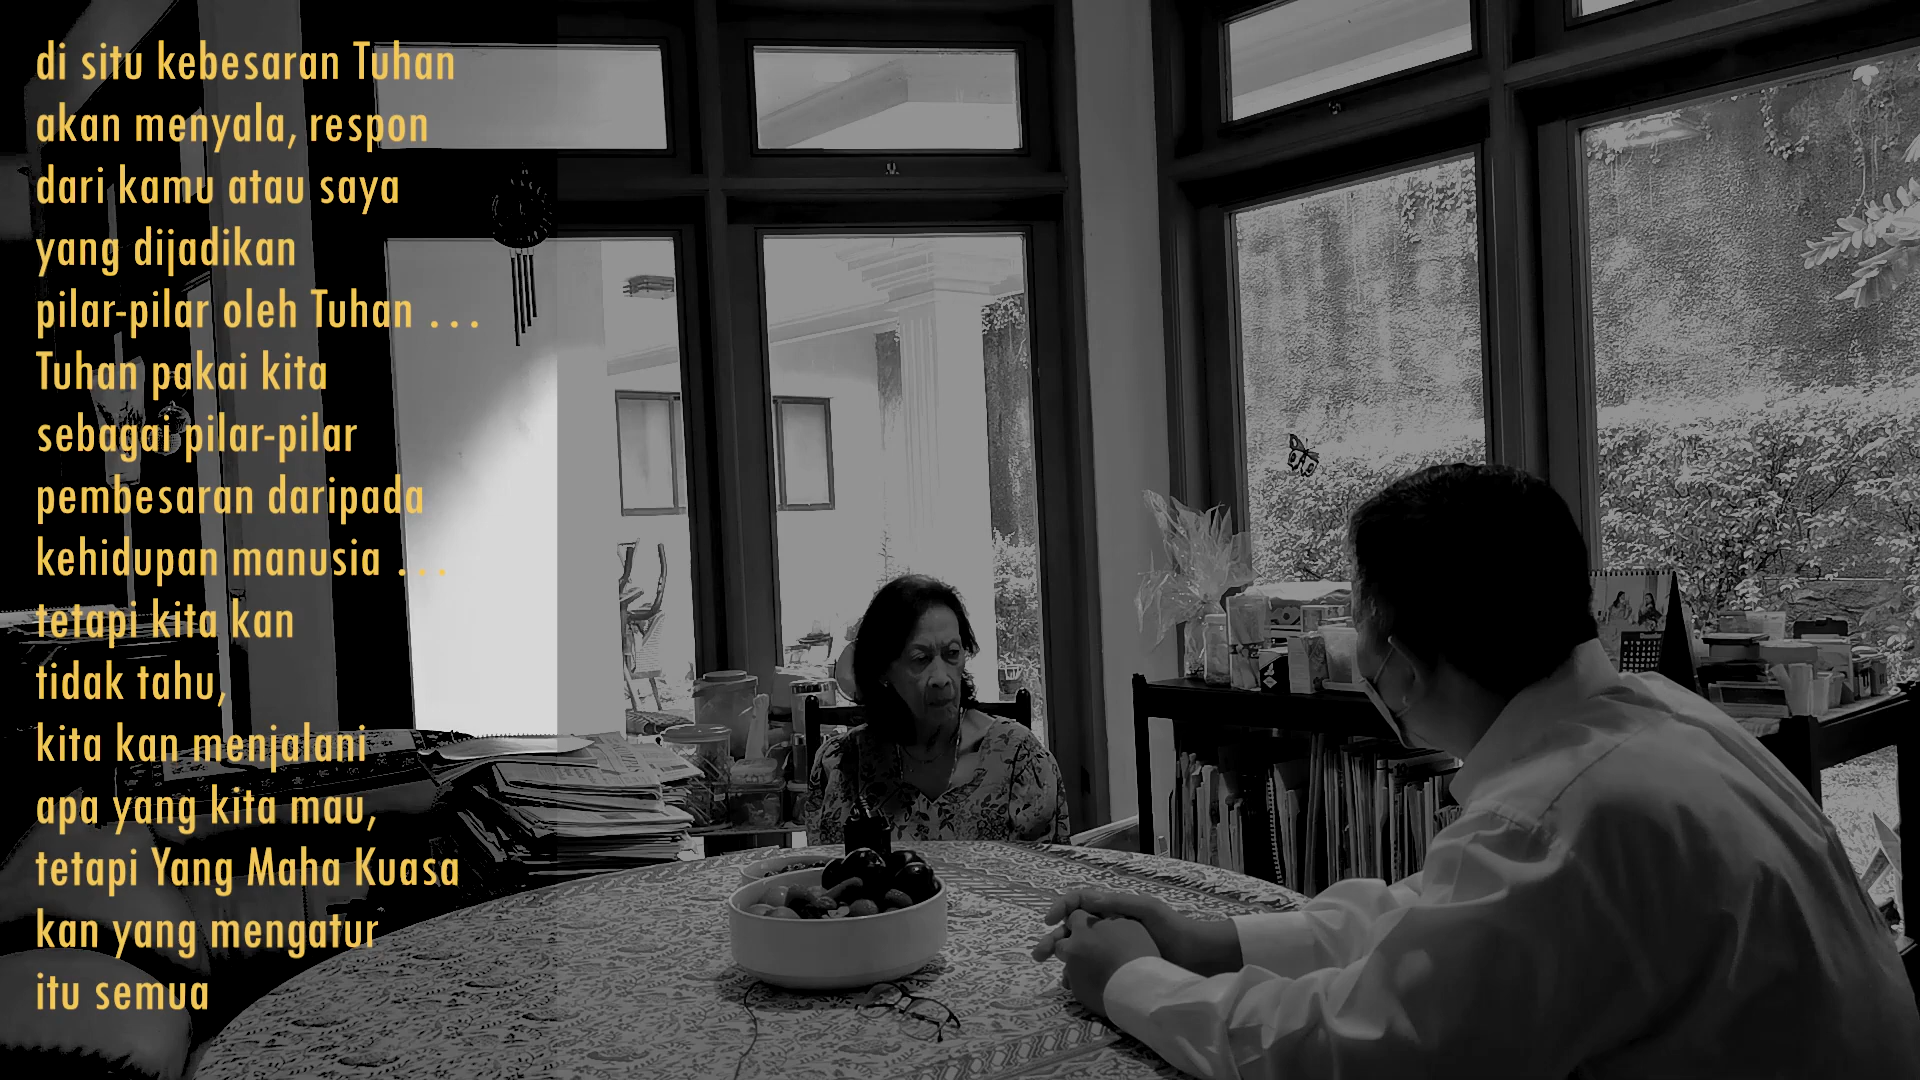 di situ kebesaran Tuhan
akan menyala, respon
dari kamu atau saya
yang dijadikan
pilar-pilar oleh Tuhan ...
Tuhan pakai kita
sebagai pilar-pilar
pembesaran daripada
kehidupan manusia ...
tetapi kita kan
tidak tahu,
kita kan menjalani
apa yang kita mau,
tetapi Yang Maha Kuasa
kan yang mengatur
itu semua